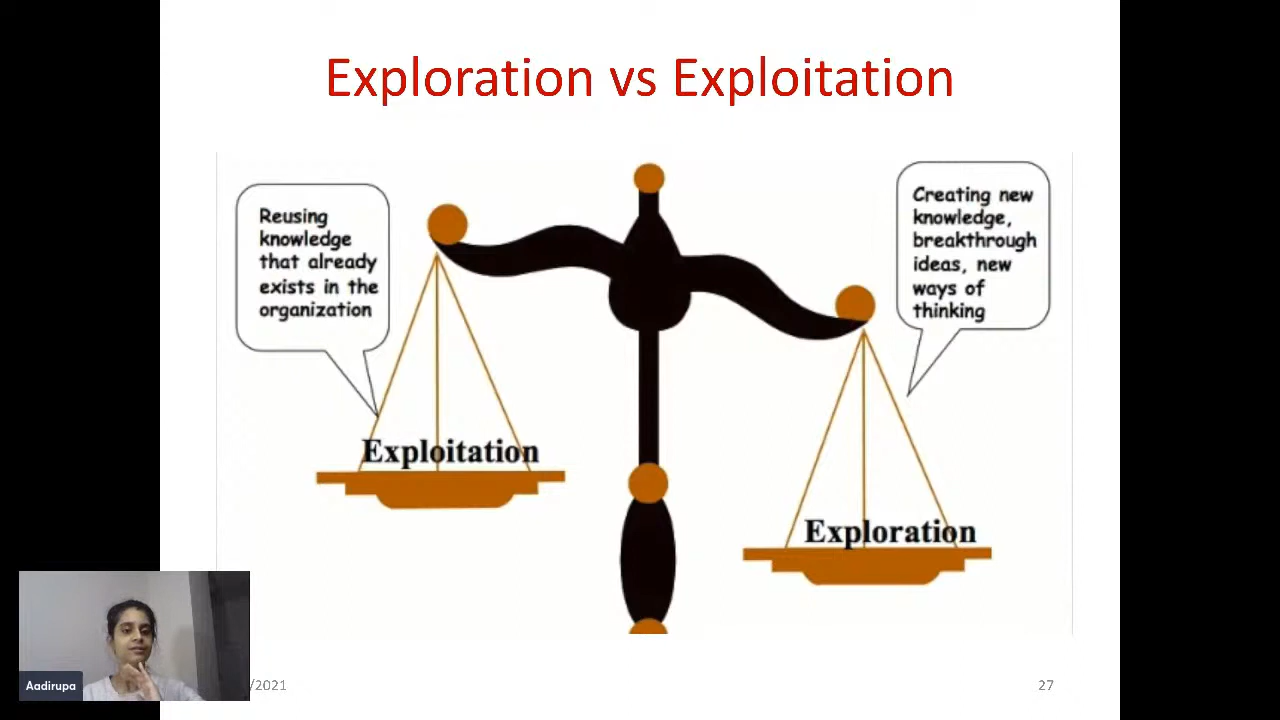 Exploration vs Exploitation
Reusing
knowledge
that already
exists in the
organization
Creating new
knowledge,
breakthrough
ideas, new
ways of
thinking
Exploitation
Exploration
Aadirupa
/2021
27